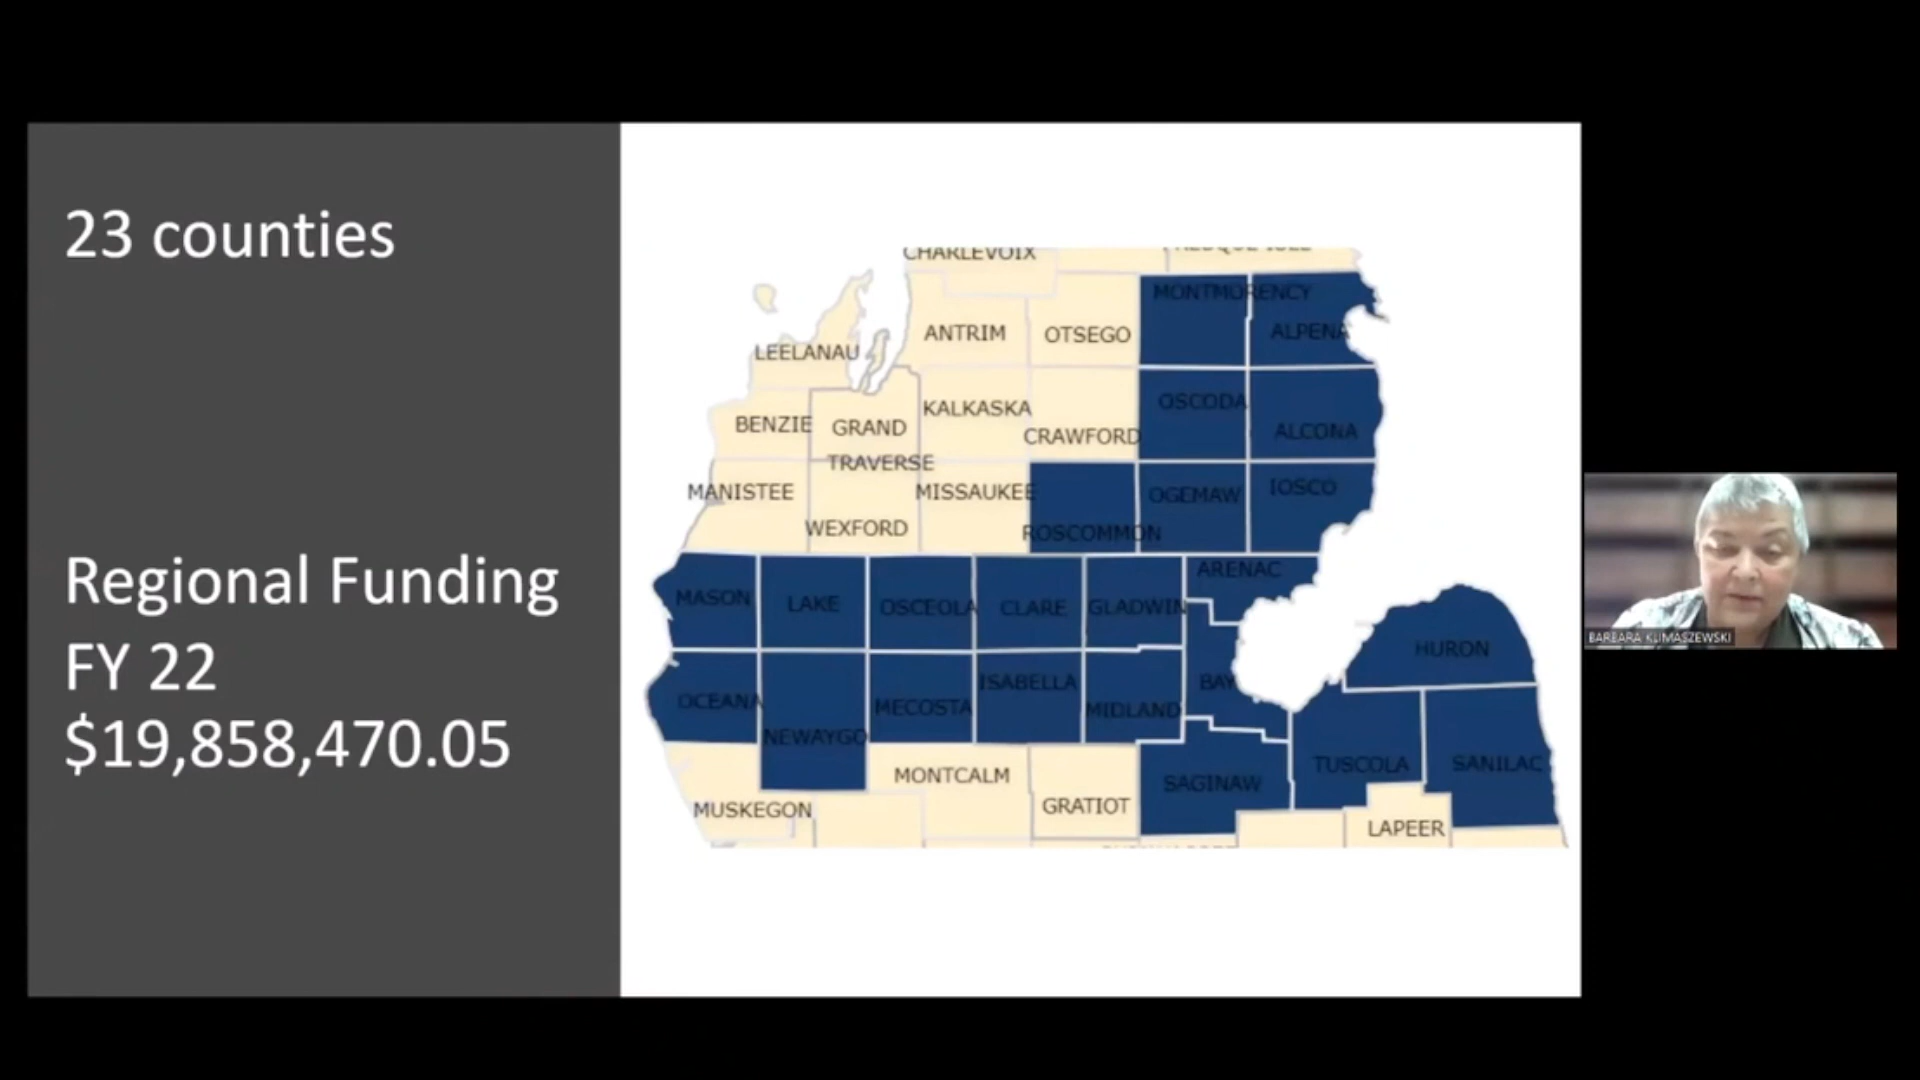 23 counties
Regional Funding
FY 22
$19,858,470.05
CHARLEVOIX
MONTMORENCY
ANTRIM
OTSEGO
ALPENA
LEELANAU
KALKASKA
OSCODA
BENZIE
GRAND
TRAVERSE
CRAWFORD
ALCONA
MANISTEE
MISSAUKEE
OGEMAW
IOSCO
WEXFORD
ROSCOMMON
MASON
LAKE
OSCEOLA
CLARE
GLADWIN
ARENAC
HURON
OCEANA
NEWAYGO
MECOSTA
ISABELLA
MIDLAND
BAY
MUSKEGON
MONTCALM
GRATIOT
SAGINAW
TUSCOLA
SANILAC
LAPEER
BARBARA KLIMASZEWSKI